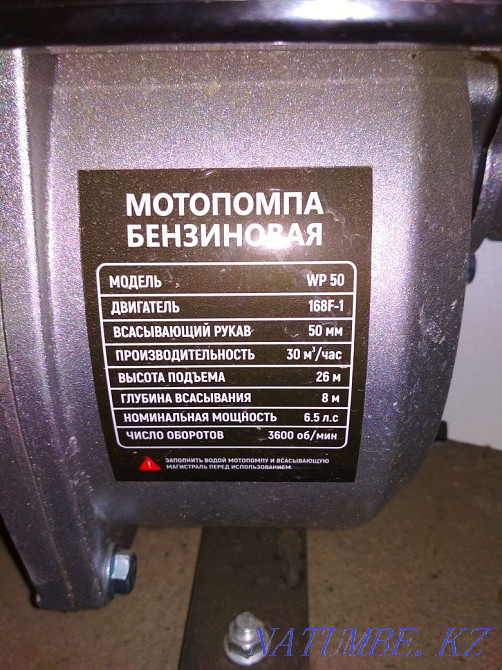 МОТОПОМПА
БЕНЗИНОВАЯ
МОДЕЛЬ WP 50
ДВИГАТЕЛЬ 168F-1
ВСАСЫВАЮЩИЙ РУКАВ 50 мм
ПРОИЗВОДИТЕЛЬНОСТЬ 30 м³/час
ВЫСОТА ПОДЪЕМА 26 м
ГЛУБИНА ВСАСЫВАНИЯ 8 м
НОМИНАЛЬНАЯ МОЩНОСТЬ 6.5 л.с
ЧИСЛО ОБОРОТОВ 3600 об/мин
ЗАПОЛНИТЬ ВОДОЙ МОТОПОМПУ И ВСАСЫВАЮЩУЮ
МАГИСТРАЛЬ ПЕРЕД ИСПОЛЬЗОВАНИЕМ.
NATUMBE.KZ